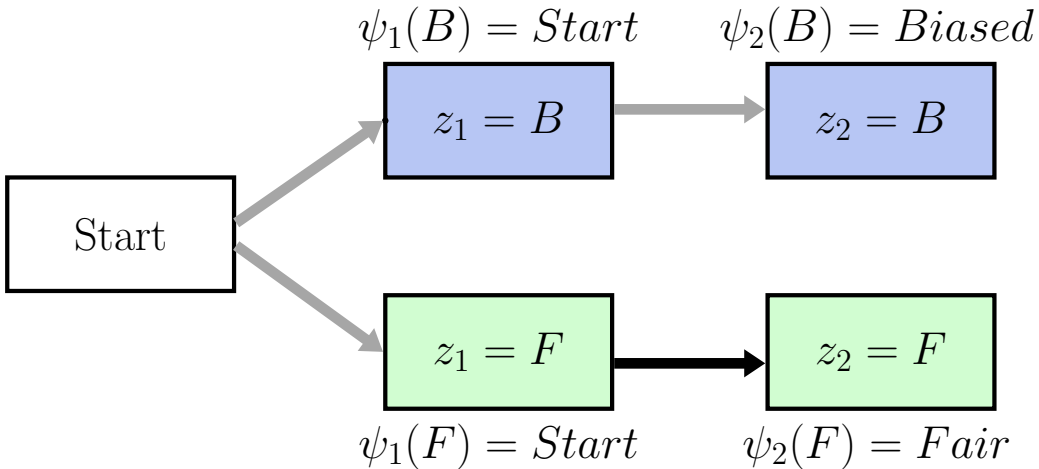 ψ₁(B) = Start
ψ₂(B) = Biased
z₁ = B
z₂ = B
Start
z₁ = F
z₂ = F
ψ₁(F) = Start
ψ₂(F) = Fair